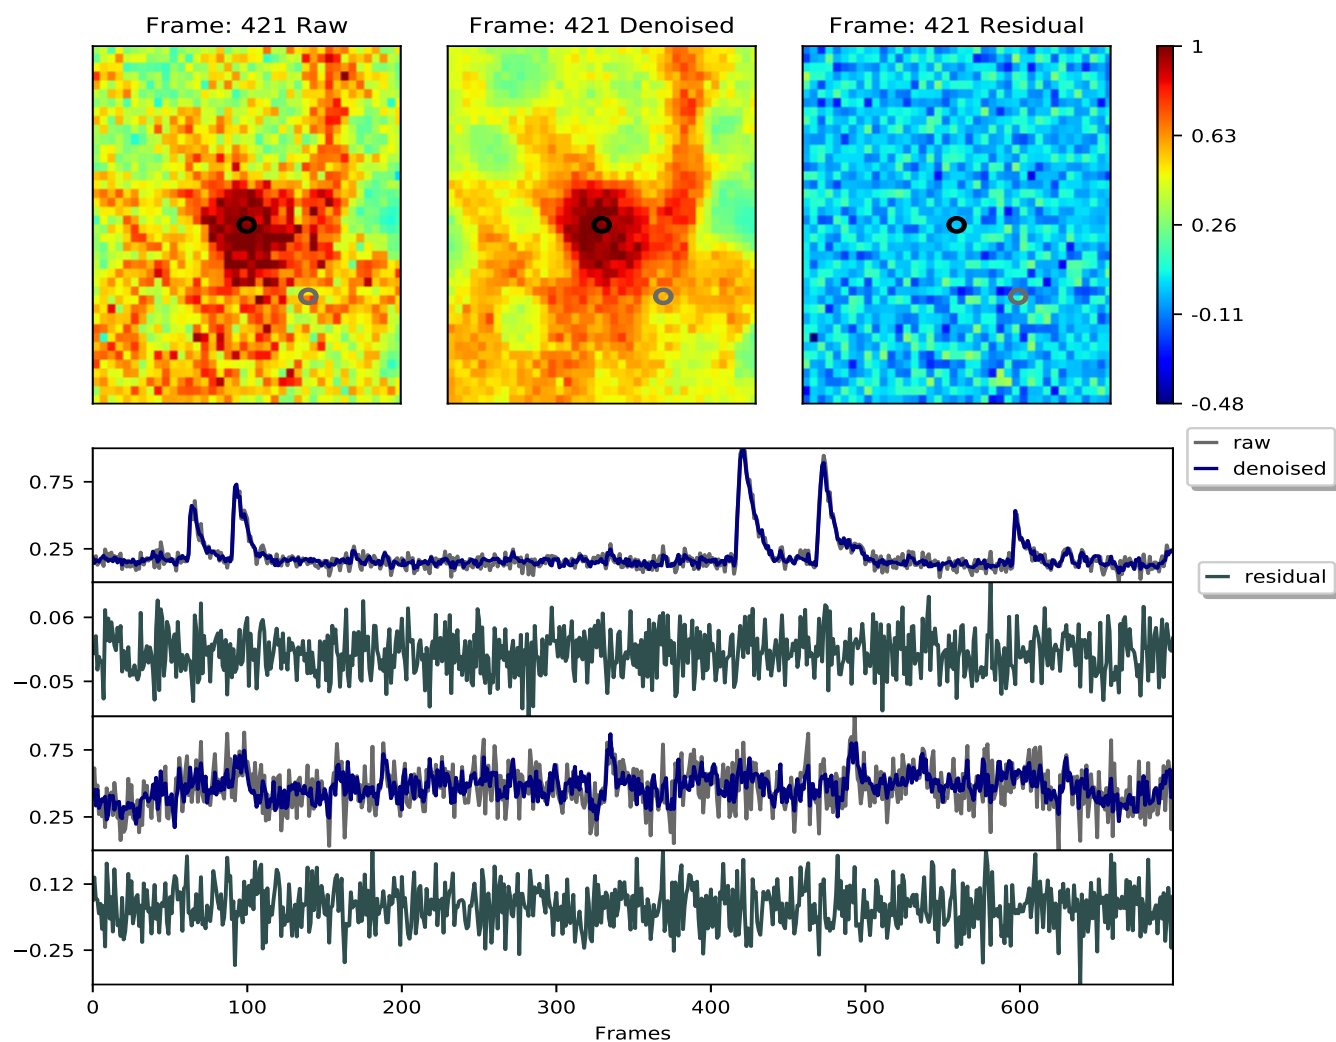 Frame: 421 Raw
Frame: 421 Denoised
Frame: 421 Residual
1
0.63
0.26
-0.11
-0.48
raw
denoised
0.75
0.25
residual
0.06
−0.05
0.75
0.25
0.12
−0.25
0 100 200 300 400 500 600
Frames